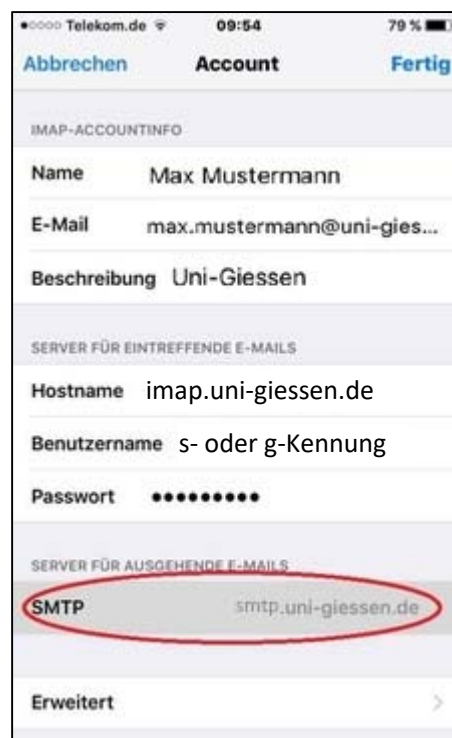 Telekom.de 09:54 79 %
Abbrechen Account Fertig
IMAP-ACCOUNTINFO
Name Max Mustermann
E-Mail max.mustermann@uni-gies...
Beschreibung Uni-Giessen
SERVER FÜR EINTREFFENDE E-MAILS
Hostname imap.uni-giessen.de
Benutzername s- oder g-Kennung
Passwort •••••••••
SERVER FÜR AUSGEHENDE E-MAILS
SMTP smtp.uni-giessen.de
Erweitert